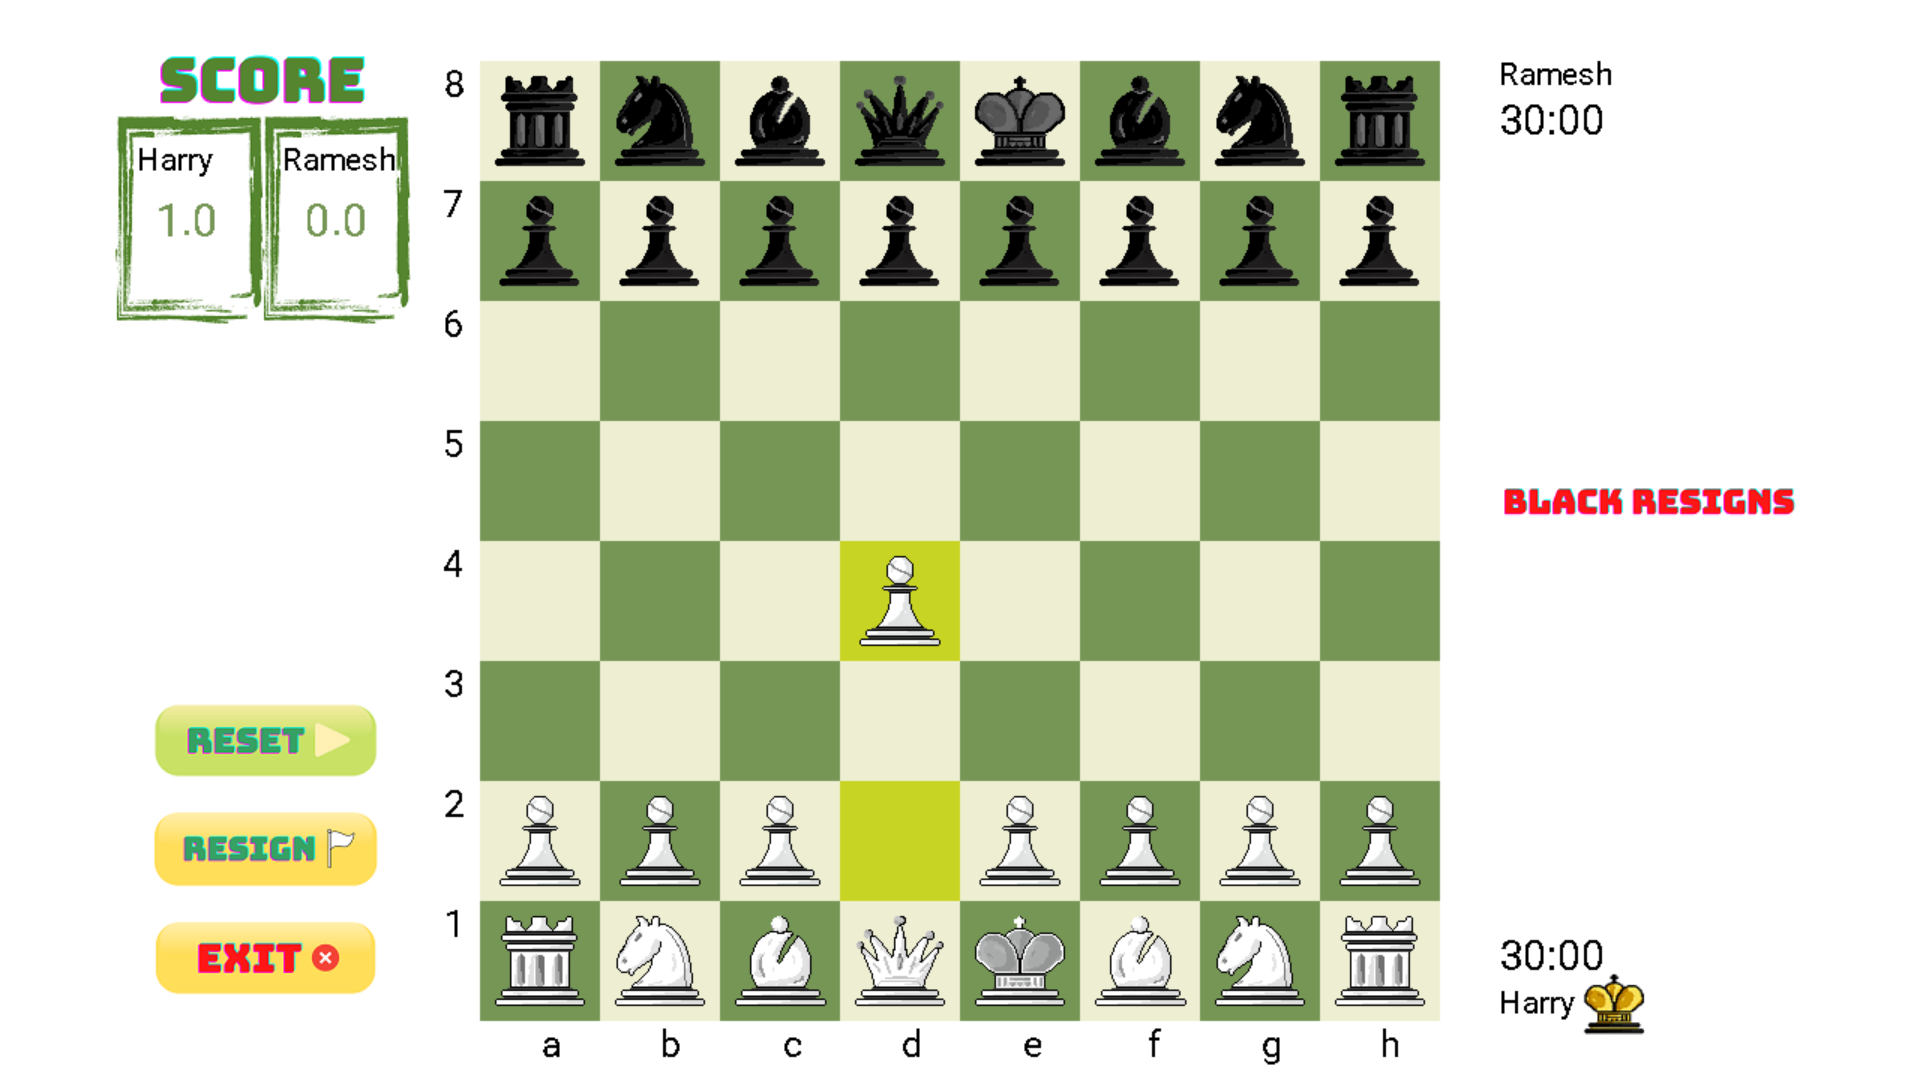 SCORE
Harry
Ramesh
1.0
0.0
RESET
RESIGN
EXIT
8
7
6
5
4
3
2
1
a b c d e f g h
Ramesh
30:00
BLACK RESIGNS
30:00
Harry